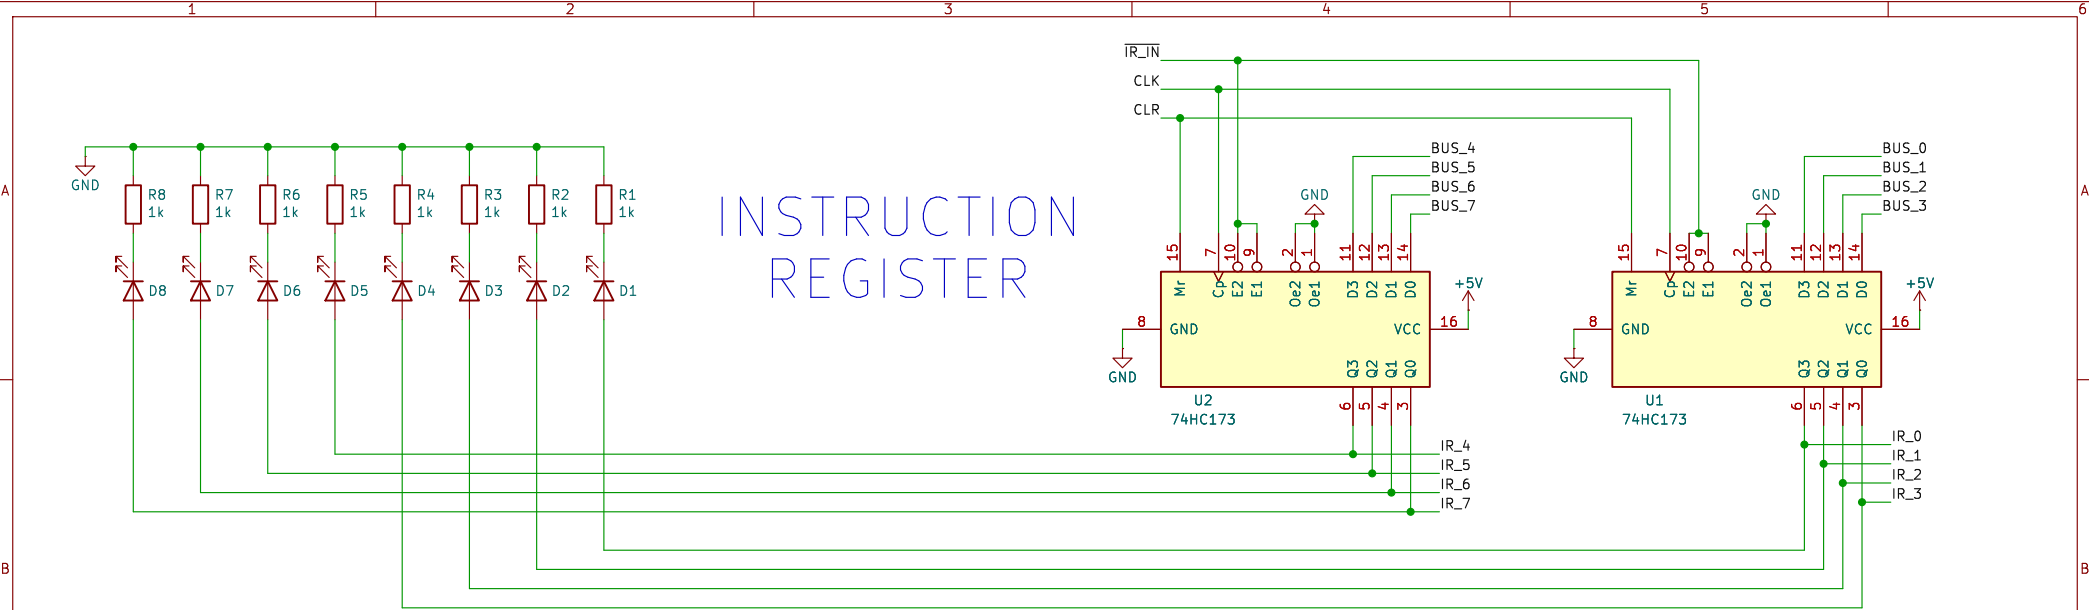 1 2 3 4 5 6
IR_IN
CLK
CLR
BUS_4
BUS_5
BUS_6
BUS_7
BUS_0
BUS_1
BUS_2
BUS_3
A
A
GND
R8 R7 R6 R5 R4 R3 R2 R1
1k 1k 1k 1k 1k 1k 1k 1k
D8 D7 D6 D5 D4 D3 D2 D1
INSTRUCTION
REGISTER
GND
15 7 10 9 2 1 11 12 13 14
Mr Cp E2 E1 Oe2 Oe1 D3 D2 D1 D0
+5V
8 GND VCC 16
GND
Q3 Q2 Q1 Q0
U2
74HC173
6 5 4 3
IR_4
IR_5
IR_6
IR_7
GND
15 7 10 9 2 1 11 12 13 14
Mr Cp E2 E1 Oe2 Oe1 D3 D2 D1 D0
+5V
8 GND VCC 16
GND
Q3 Q2 Q1 Q0
U1
74HC173
6 5 4 3
IR_0
IR_1
IR_2
IR_3
B
B